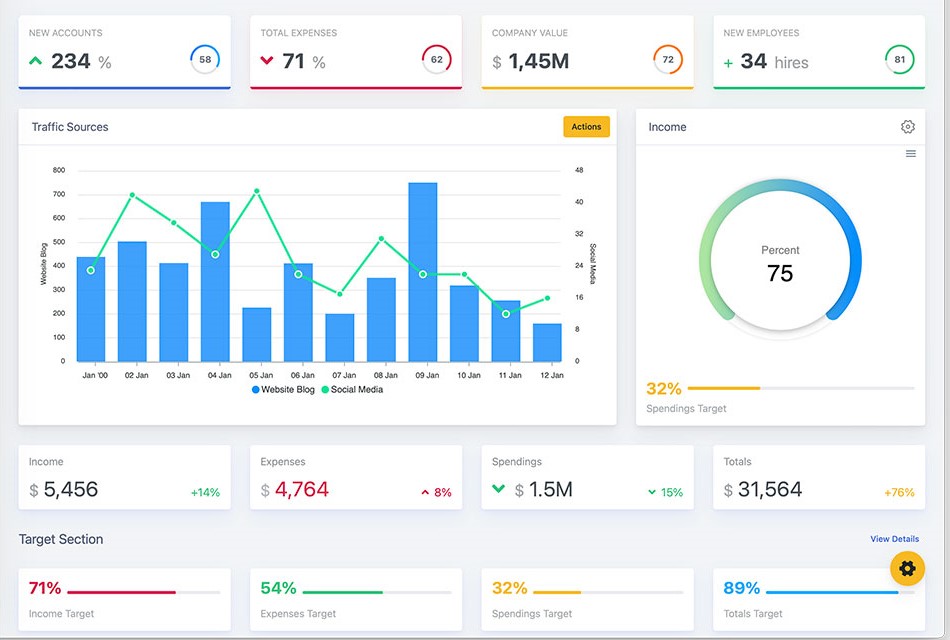 NEW ACCOUNTS
234 %
58
TOTAL EXPENSES
71 %
62
COMPANY VALUE
$ 1,45M
72
NEW EMPLOYEES
+ 34 hires
81
Traffic Sources
Actions
800
700
600
500
400
300
200
100
0
Website Blog
48
40
32
24
16
8
0
Social Media
Jan '00 02 Jan 03 Jan 04 Jan 05 Jan 06 Jan 07 Jan 08 Jan 09 Jan 10 Jan 11 Jan 12 Jan
Website Blog Social Media
Income
Percent
75
32%
Spendings Target
Income
$ 5,456
+14%
Expenses
$ 4,764
8%
Spendings
$ 1.5M
15%
Totals
$ 31,564
+76%
Target Section
View Details
71%
Income Target
54%
Expenses Target
32%
Spendings Target
89%
Totals Target